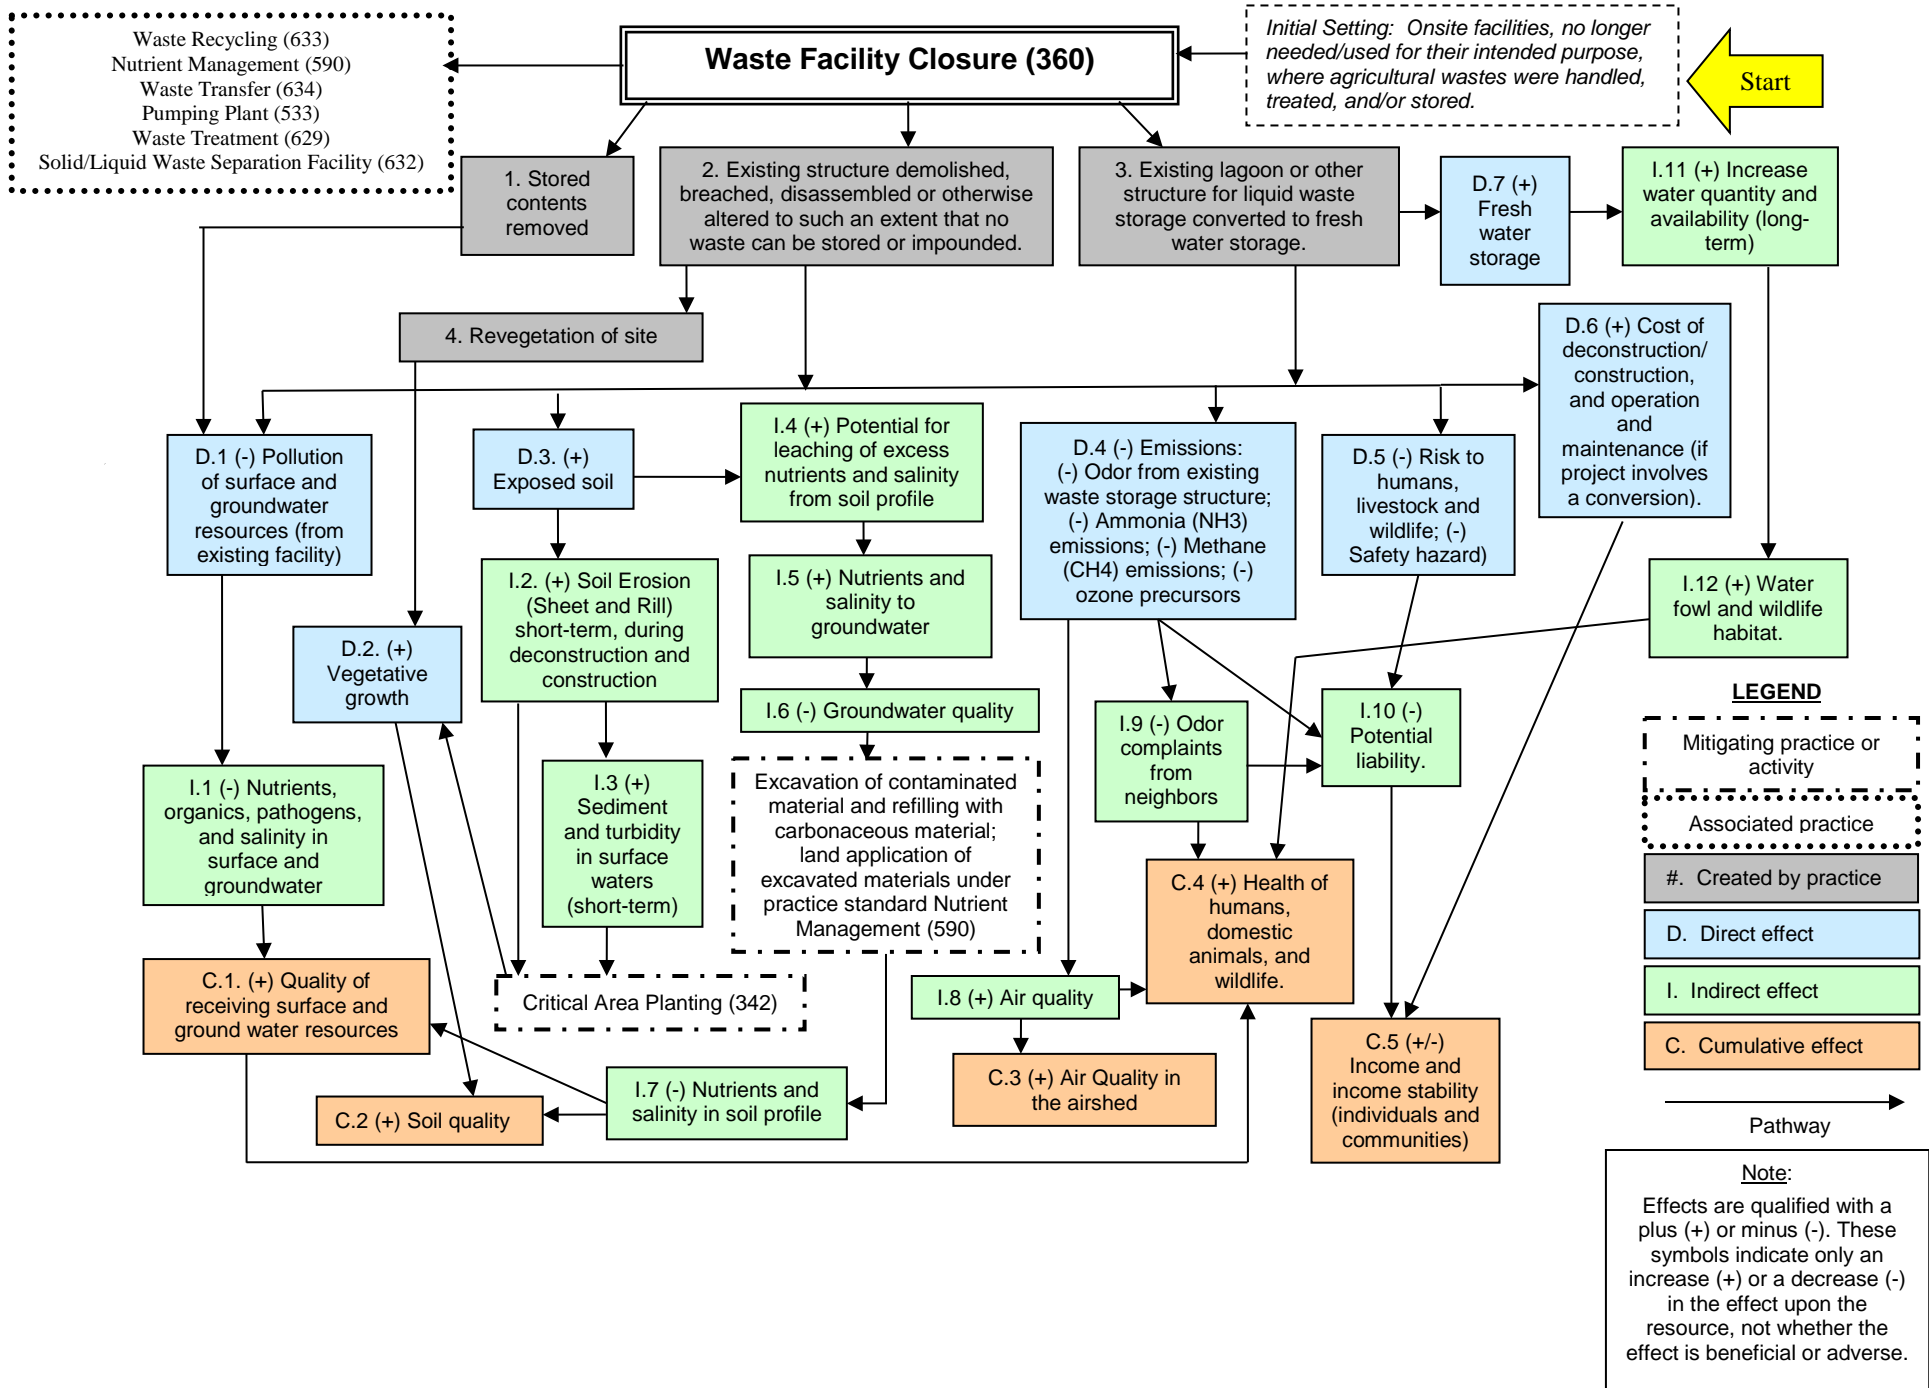 Waste Recycling (633)
Nutrient Management (590)
Waste Transfer (634)
Pumping Plant (533)
Waste Treatment (629)
Solid/Liquid Waste Separation Facility (632)
Waste Facility Closure (360)
Initial Setting:  Onsite facilities, no longer
needed/used for their intended purpose,
where agricultural wastes were handled,
treated, and/or stored.
Start
1. Stored
contents
removed
2. Existing structure demolished,
breached, disassembled or otherwise
altered to such an extent that no
waste can be stored or impounded.
3. Existing lagoon or other
structure for liquid waste
storage converted to fresh
water storage.
D.7 (+)
Fresh
water
storage
I.11 (+) Increase
water quantity and
availability (long-
term)
4. Revegetation of site
D.6 (+) Cost of
deconstruction/
construction,
and operation
and
maintenance (if
project involves
a conversion).
D.1 (-) Pollution
of surface and
groundwater
resources (from
existing facility)
D.3. (+)
Exposed soil
I.4 (+) Potential for
leaching of excess
nutrients and salinity
from soil profile
D.4 (-) Emissions:
(-) Odor from existing
waste storage structure;
(-) Ammonia (NH3)
emissions; (-) Methane
(CH4) emissions; (-)
ozone precursors
D.5 (-) Risk to
humans,
livestock and
wildlife; (-)
Safety hazard)
I.2. (+) Soil Erosion
(Sheet and Rill)
short-term, during
deconstruction and
construction
I.5 (+) Nutrients and
salinity to
groundwater
I.12 (+) Water
fowl and wildlife
habitat.
D.2. (+)
Vegetative
growth
I.6 (-) Groundwater quality
I.9 (-) Odor
complaints
from
neighbors
I.10 (-)
Potential
liability.
I.1 (-) Nutrients,
organics, pathogens,
and salinity in
surface and
groundwater
I.3 (+)
Sediment
and turbidity
in surface
waters
(short-term)
Excavation of contaminated
material and refilling with
carbonaceous material;
land application of
excavated materials under
practice standard Nutrient
Management (590)
C.4 (+) Health of
humans,
domestic
animals, and
wildlife.
C.1. (+) Quality of
receiving surface and
ground water resources
Critical Area Planting (342)
I.8 (+) Air quality
C.5 (+/-)
Income and
income stability
(individuals and
communities)
C.2 (+) Soil quality
I.7 (-) Nutrients and
salinity in soil profile
C.3 (+) Air Quality in
the airshed
LEGEND
Mitigating practice or
activity
Associated practice
#.  Created by practice
D.  Direct effect
I.  Indirect effect
C.  Cumulative effect
Pathway
Note:
Effects are qualified with a
plus (+) or minus (-). These
symbols indicate only an
increase (+) or a decrease (-)
in the effect upon the
resource, not whether the
effect is beneficial or adverse.